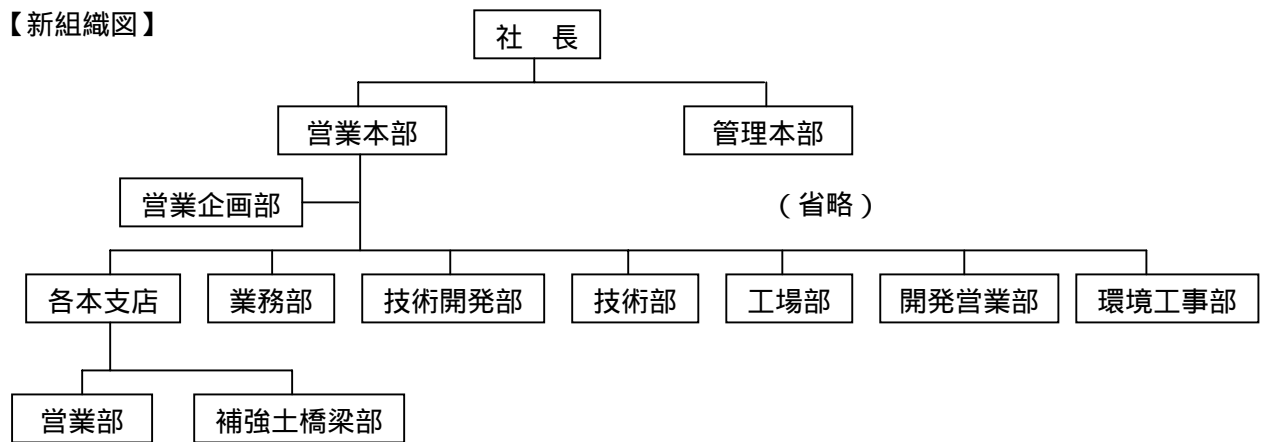 【新組織図】
社 長
営業本部
管理本部
営業企画部
（省略）
各本支店
業務部
技術開発部
技術部
工場部
開発営業部
環境工事部
営業部
補強土橋梁部